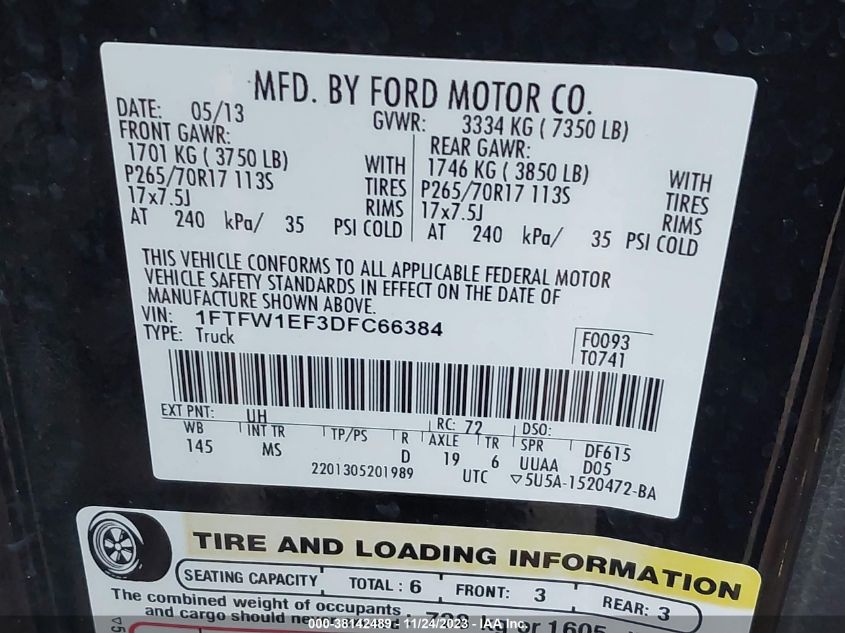 MFD. BY FORD MOTOR CO.
DATE: 05/13 GVWR: 3334 KG ( 7350 LB)
FRONT GAWR: REAR GAWR:
1701 KG ( 3750 LB) WITH 1746 KG ( 3850 LB) WITH
P265/70R17 113S TIRES P265/70R17 113S TIRES
17x7.5J RIMS 17x7.5J RIMS
AT 240 kPa/ 35 PSI COLD AT 240 kPa/ 35 PSI COLD
THIS VEHICLE CONFORMS TO ALL APPLICABLE FEDERAL MOTOR
VEHICLE SAFETY STANDARDS IN EFFECT ON THE DATE OF
MANUFACTURE SHOWN ABOVE.
VIN: 1FTFW1EF3DFC66384
TYPE: Truck
F0093
T0741
EXT PNT: UH RC: 72 DSO:
WB INT TR TP/PS R AXLE TR SPR DF615
145 MS D 19 6 UUAA D05
2201305201989 UTC ▽5U5A-1520472-BA
TIRE AND LOADING INFORMATION
SEATING CAPACITY TOTAL : 6 FRONT: 3 REAR: 3
The combined weight of occupants
and cargo should kg or 1605
000-38142489 - 11/24/2023 - IAA Inc.